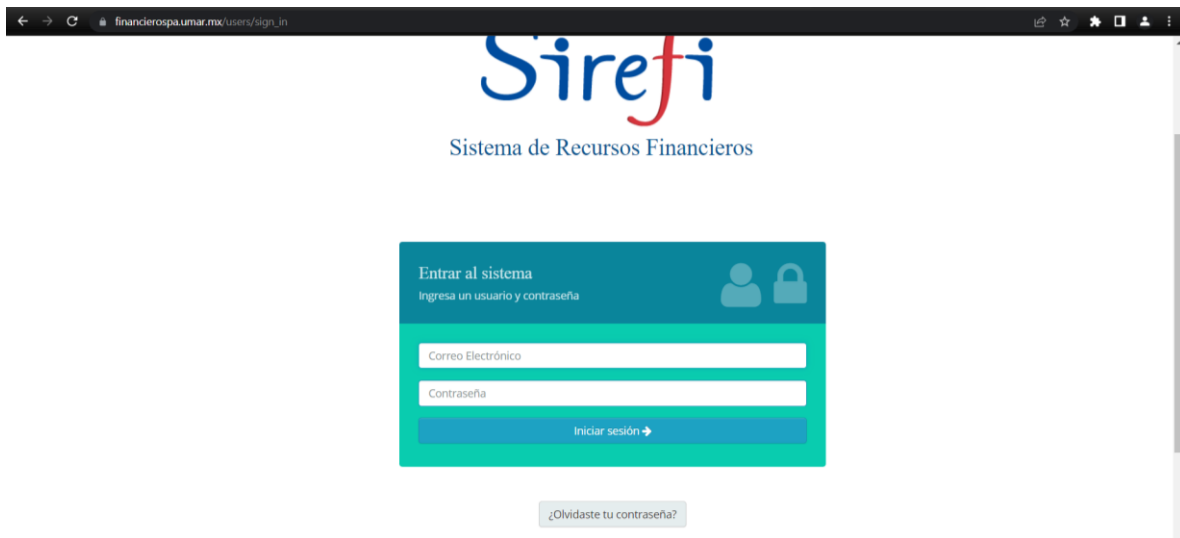 financierospa.umar.mx/users/sign_in
Sirefi
Sistema de Recursos Financieros
Entrar al sistema
Ingresa un usuario y contraseña
Correo Electrónico
Contraseña
Iniciar sesión
¿Olvidaste tu contraseña?